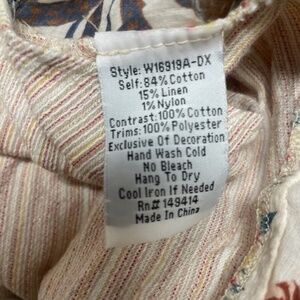 Style: W16919A-DX
Self: 84% Cotton
15% Linen
1% Nylon
Contrast: 100% Cotton
Trims: 100% Polyester
Exclusive Of Decoration
Hand Wash Cold
No Bleach
Hang To Dry
Cool Iron If Needed
Rn# 149414
Made In China